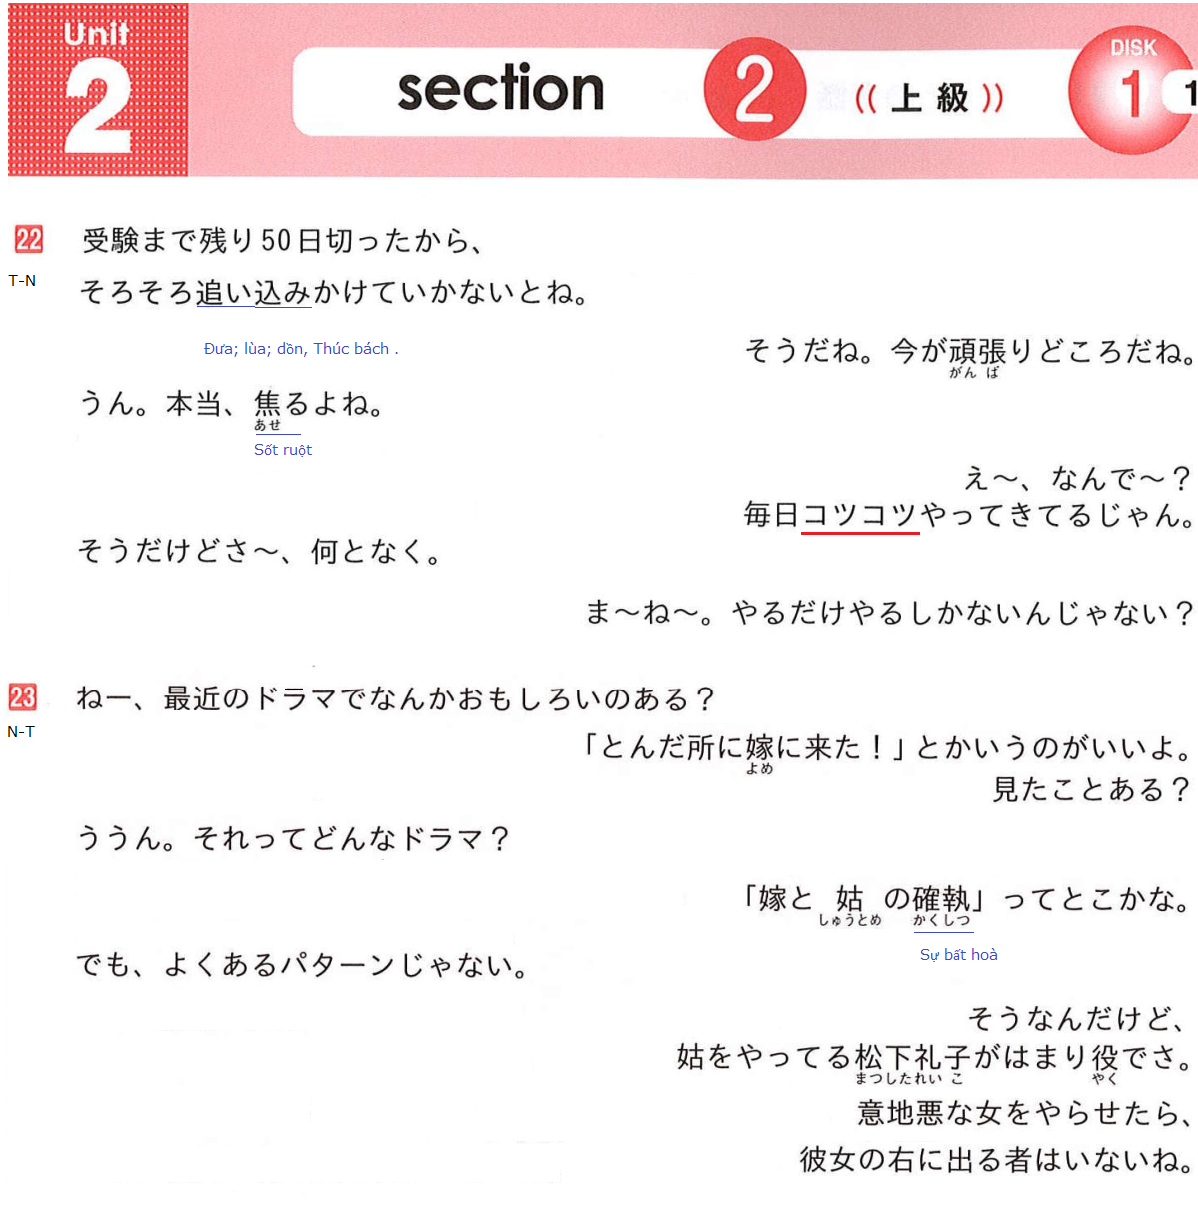 Unit
2
section 2 ((上級))
DISK
1
1
22 受験まで残り50日切ったから、
T-N
そろそろ追い込みかけていかないとね。
Đưa; lùa; dồn, Thúc bách .
そうだね。今が頑張りどころだね。
がん ば
うん。本当、焦るよね。
あせ
Sốt ruột
え〜、なんで〜？
毎日コツコツやってきてるじゃん。
そうだけどさ〜、何となく。
ま〜ね〜。やるだけやるしかないんじゃない？
23 ねー、最近のドラマでなんかおもしろいのある？
N-T
「とんだ所に嫁に来た！」とかいうのがいいよ。
よめ
見たことある？
ううん。それってどんなドラマ？
「嫁と姑の確執」ってとこかな。
しゅうとめ かくしつ
Sự bất hoà
でも、よくあるパターンじゃない。
そうなんだけど、
姑をやってる松下礼子がはまり役でさ。
まつしたれい こ やく
意地悪な女をやらせたら、
彼女の右に出る者はいないね。